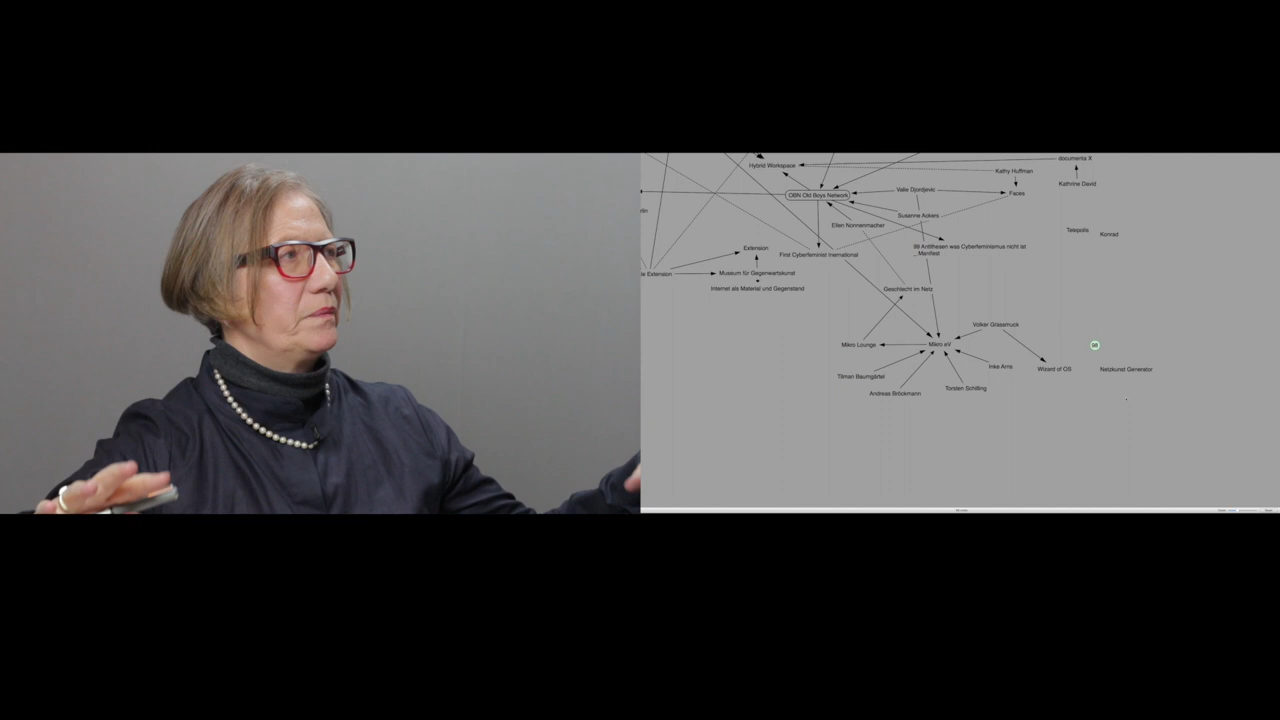 documenta X
Hybrid Workspace
Kathy Huffman
Kathrine David
Valie Djordjevic
Faces
OBN Old Boys Network
Susanne Ackers
Ellen Nonnenmacher
Telepolis
Konrad
98 Antithesen was Cyberfeminismus nicht ist
_ Manifest
Extension
First Cyberfeminist Inernational
Extension
Museum für Gegenwartskunst
Internet als Material und Gegenstand
Geschlecht im Netz
Volker Grassmuck
Mikro Lounge
Mikro eV
98
Inke Arns
Wizard of OS
Netzkunst Generator
Tilman Baumgärtel
Torsten Schilling
Andreas Bröckmann